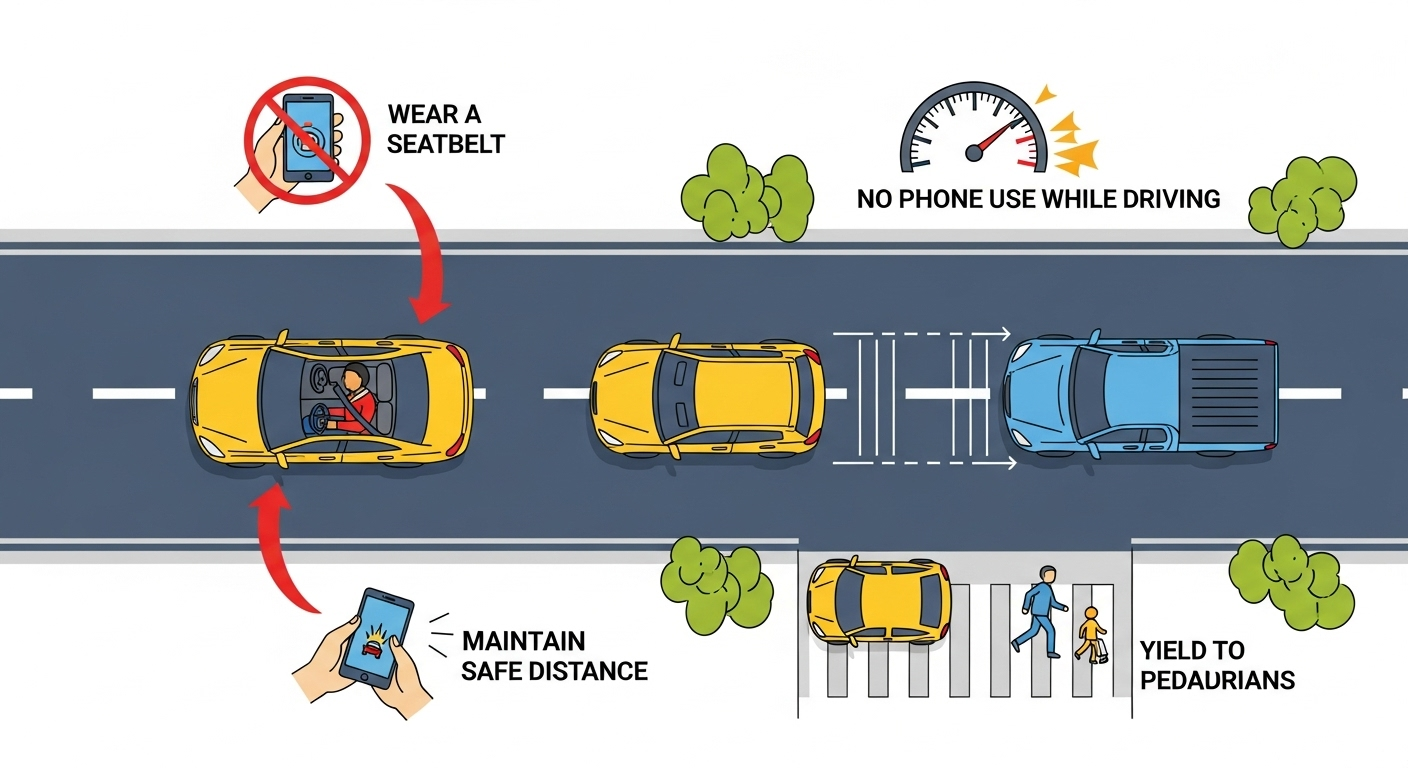 WEAR A
SEATBELT
NO PHONE USE WHILE DRIVING
MAINTAIN
SAFE DISTANCE
YIELD TO
PEDAURIANS